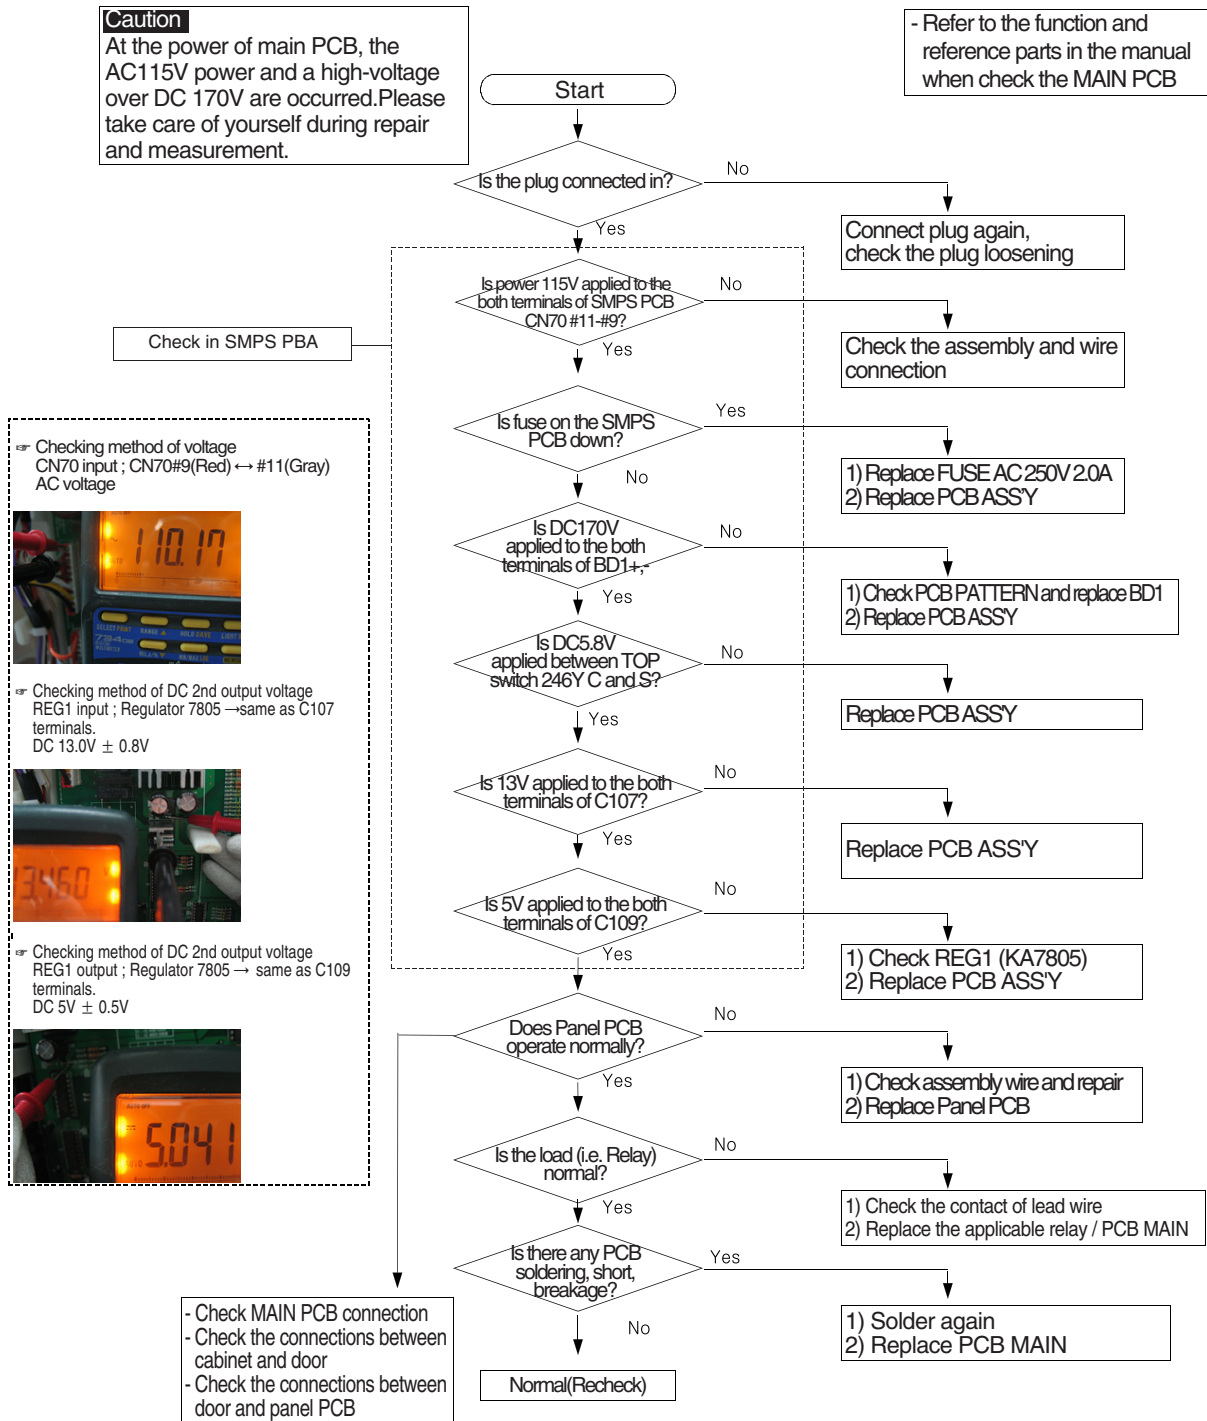 Caution
At the power of main PCB, the
AC115V power and a high-voltage
over DC 170V are occurred.Please
take care of yourself during repair
and measurement.
- Refer to the function and
reference parts in the manual
when check the MAIN PCB
Start
Is the plug connected in?
No
Yes
Connect plug again,
check the plug loosening
Is power 115V applied to the
both terminals of SMPS PCB
CN70 #11-#9?
No
Yes
Check the assembly and wire
connection
Check in SMPS PBA
Is fuse on the SMPS
PCB down?
Yes
No
1) Replace FUSE AC 250V 2.0A
2) Replace PCB ASS'Y
Is DC170V
applied to the both
terminals of BD1+,-
No
Yes
1) Check PCB PATTERN and replace BD1
2) Replace PCB ASS'Y
Is DC5.8V
applied between TOP
switch 246Y C and S?
No
Yes
Replace PCB ASS'Y
Is 13V applied to the both
terminals of C107?
No
Yes
Replace PCB ASS'Y
Is 5V applied to the both
terminals of C109?
No
Yes
1) Check REG1 (KA7805)
2) Replace PCB ASS'Y
Does Panel PCB
operate normally?
No
Yes
1) Check assembly wire and repair
2) Replace Panel PCB
Is the load (i.e. Relay)
normal?
No
Yes
1) Check the contact of lead wire
2) Replace the applicable relay / PCB MAIN
Is there any PCB
soldering, short,
breakage?
Yes
No
1) Solder again
2) Replace PCB MAIN
Normal(Recheck)
- Check MAIN PCB connection
- Check the connections between
cabinet and door
- Check the connections between
door and panel PCB
☞ Checking method of voltage
CN70 input ; CN70#9(Red) ↔ #11(Gray)
AC voltage
110.17
SELECT POINT RANGE ▲ HOLD LIGHT
☞ Checking method of DC 2nd output voltage
REG1 input ; Regulator 7805 → same as C107
terminals.
DC 13.0V ± 0.8V
13.460
☞ Checking method of DC 2nd output voltage
REG1 output ; Regulator 7805 → same as C109
terminals.
DC 5V ± 0.5V
AUTO OFF
5.041